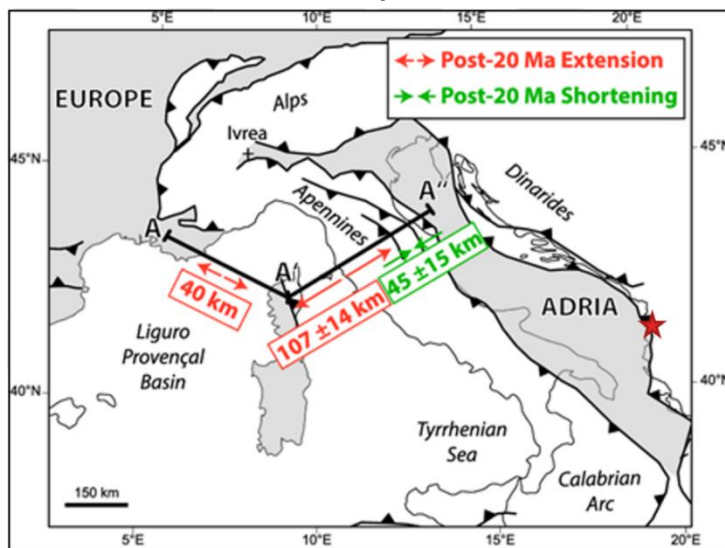 5°E 10°E 15°E 20°E
Post-20 Ma Extension
Post-20 Ma Shortening
EUROPE
Alps
Ivrea
45°N
45°N
Dinarides
A"
Apennines
A
A'
40 km
107 ±14 km
45 ±15 km
ADRIA
Liguro
Provençal
Basin
40°N
40°N
Tyrrhenian
Sea
Calabrian
Arc
150 km
5°E 10°E 15°E 20°E